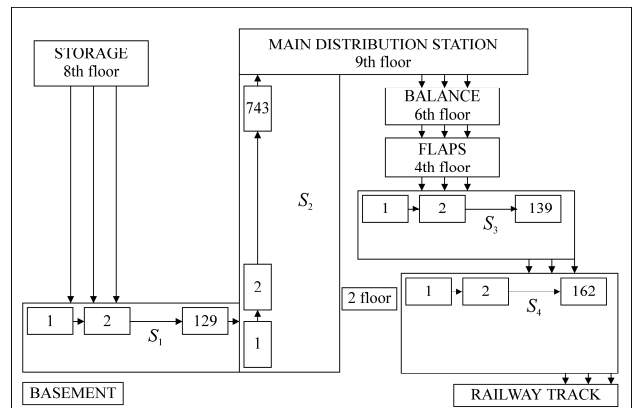 STORAGE
8th floor
MAIN DISTRIBUTION STATION
9th floor
743
BALANCE
6th floor
FLAPS
4th floor
S2
1 2 139
S3
2
2 floor
1 2 162
S4
1 2 129
S1
1
BASEMENT
RAILWAY TRACK